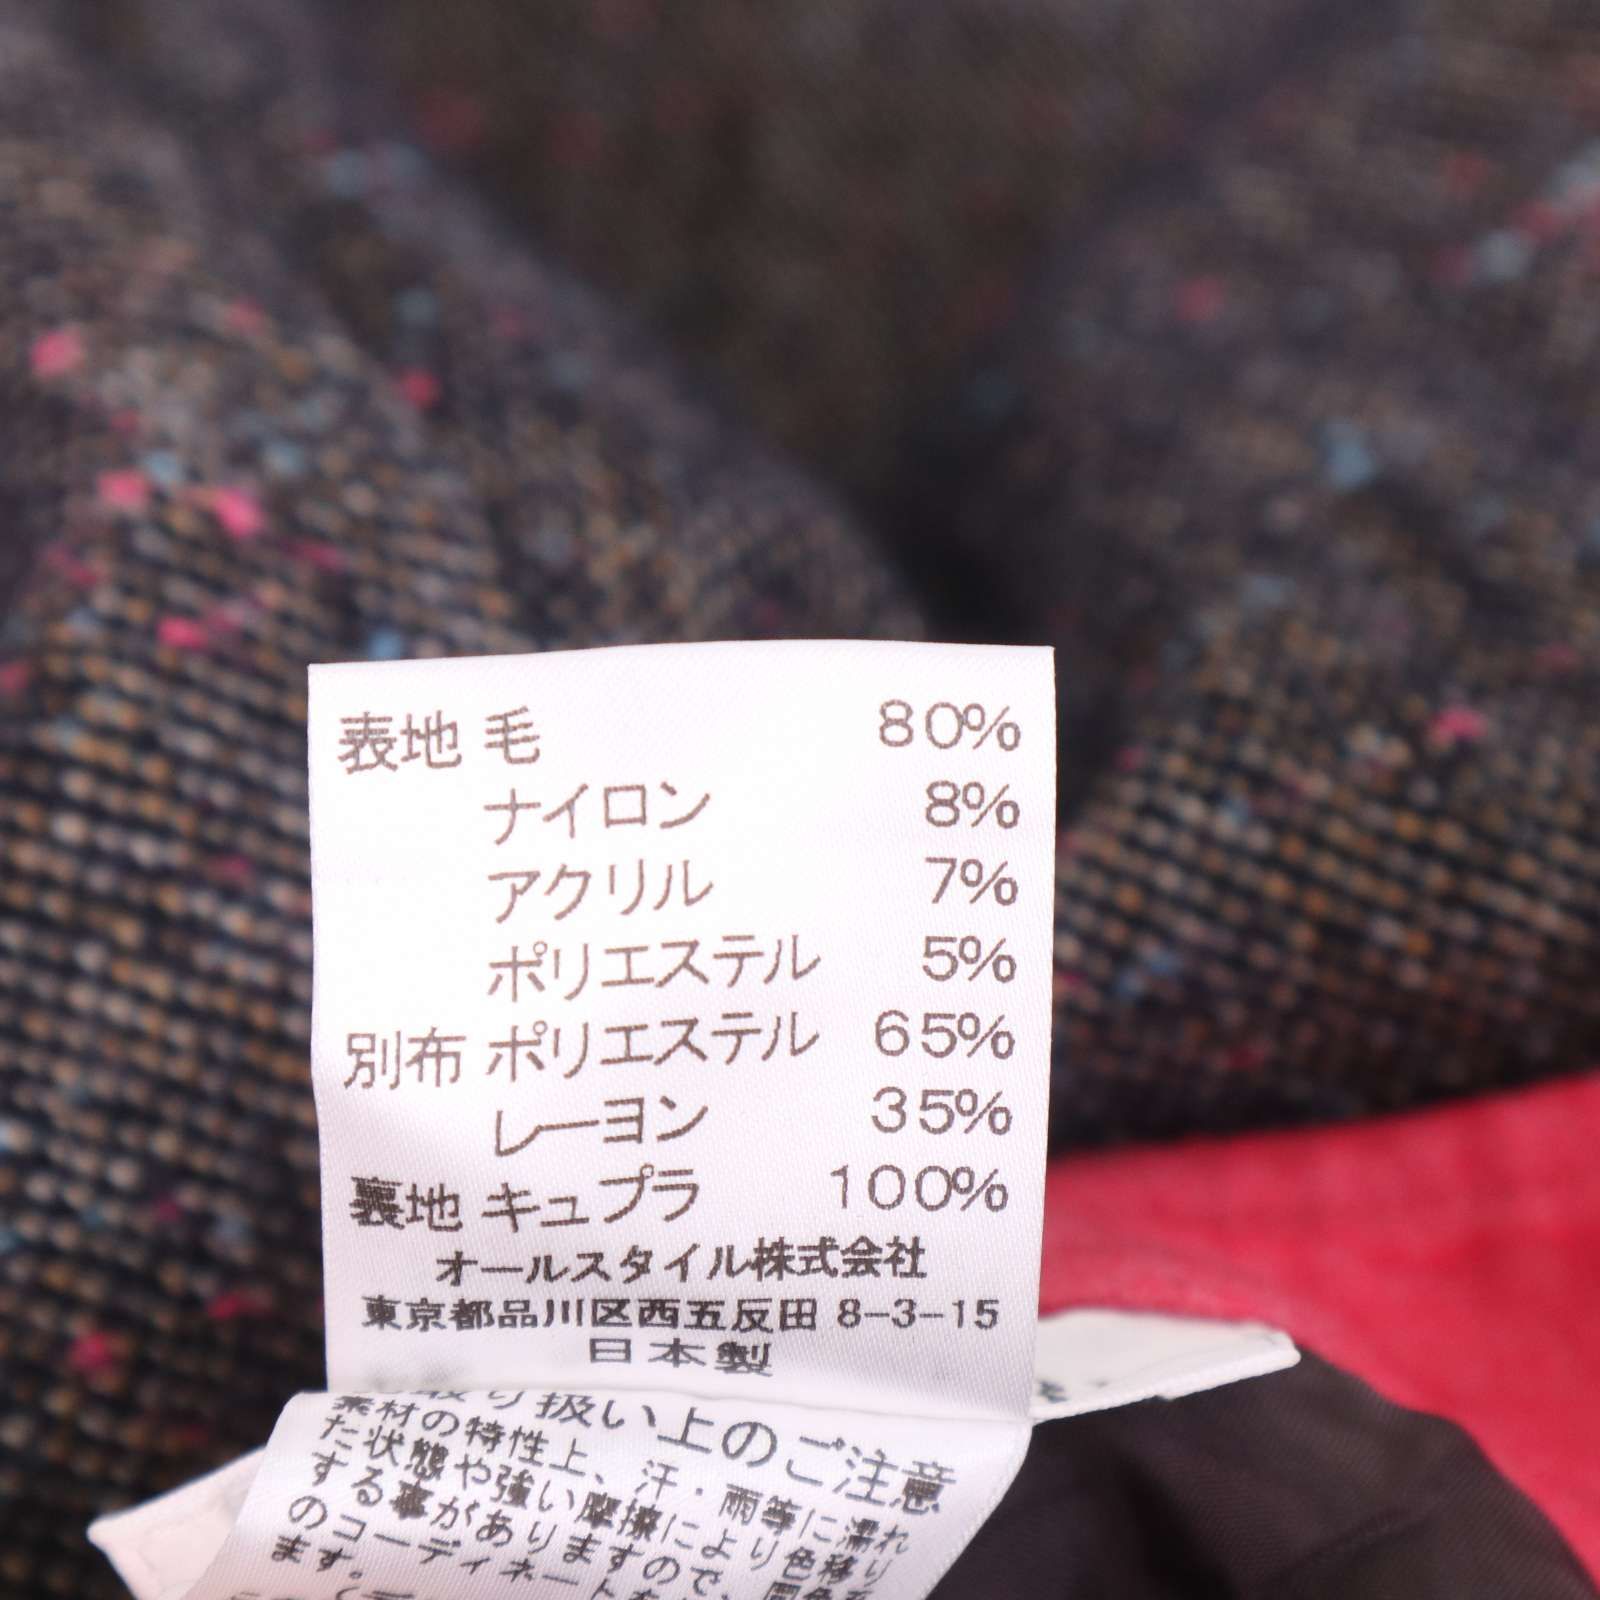 表地 毛 80%
ナイロン 8%
アクリル 7%
ポリエステル 5%
別布 ポリエステル 65%
レーヨン 35%
裏地 キュプラ 100%
オールスタイル株式会社
東京都品川区西五反田 8-3-15
日本製
取り扱い上のご注意
素材の特性上、汗・雨等に濡れ
た状態や強い摩擦により色移り
する事がありますので、
のコーディネート
ます。